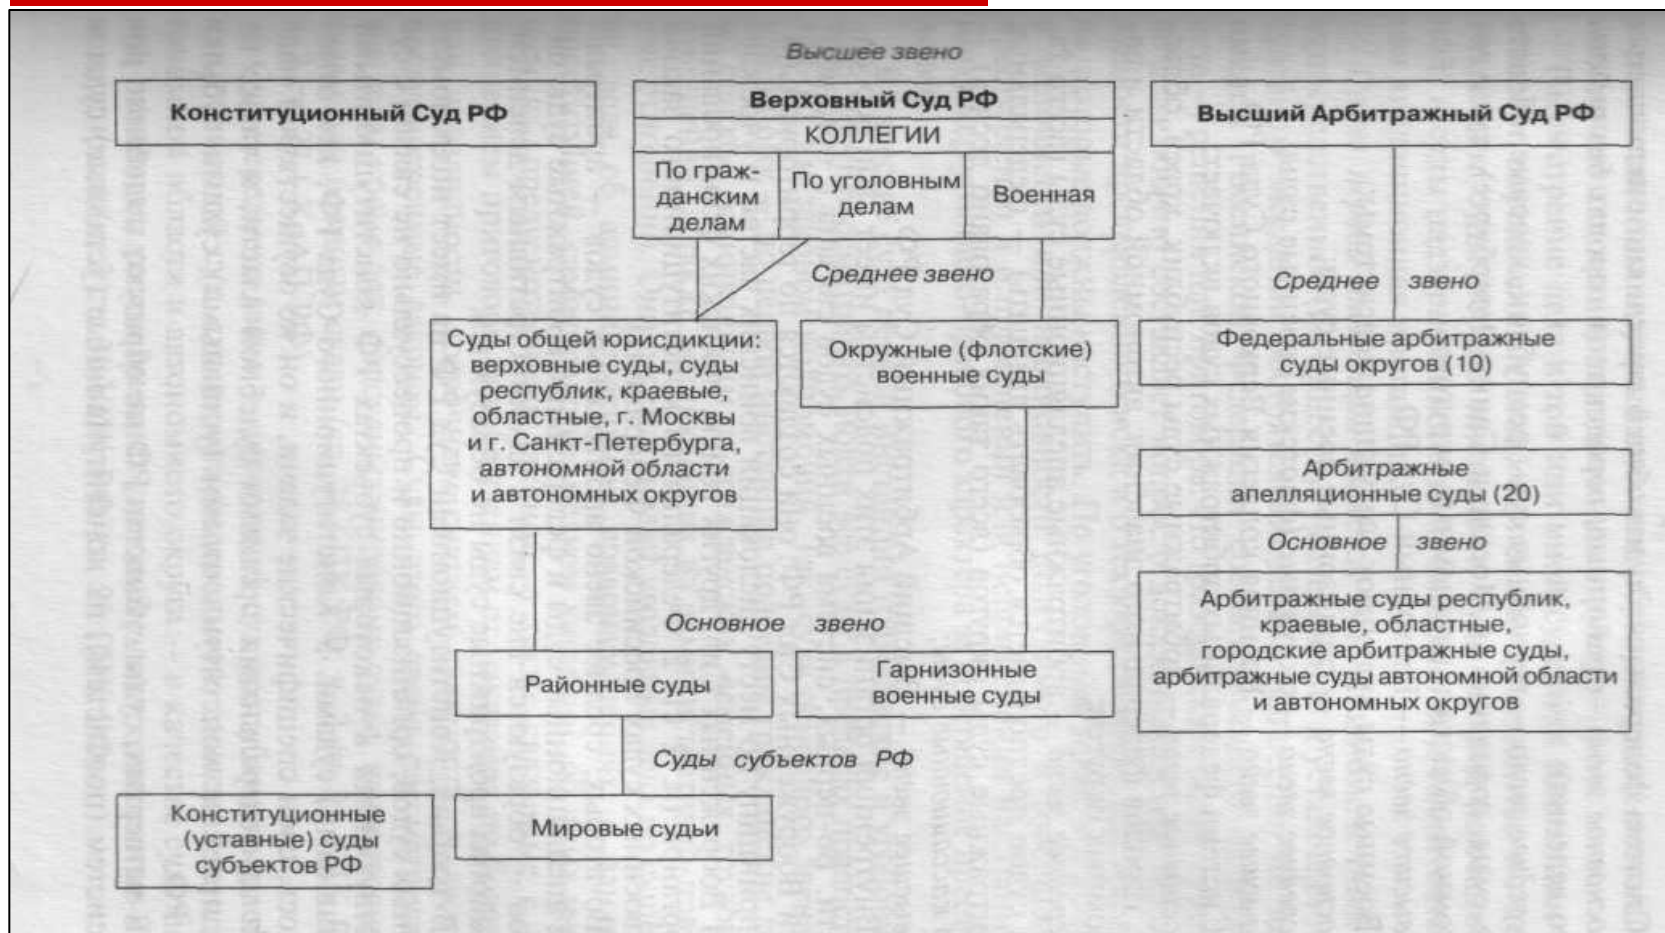 Высшее звено
Конституционный Суд РФ
Верховный Суд РФ
КОЛЛЕГИИ
По граж-
данским
делам
По уголовным
делам
Военная
Высший Арбитражный Суд РФ
Среднее звено
Среднее звено
Суды общей юрисдикции:
верховные суды, суды
республик, краевые,
областные, г. Москвы
и г. Санкт-Петербурга,
автономной области
и автономных округов
Окружные (флотские)
военные суды
Федеральные арбитражные
суды округов (10)
Арбитражные
апелляционные суды (20)
Основное звено
Арбитражные суды республик,
краевые, областные,
городские арбитражные суды,
арбитражные суды автономной области
и автономных округов
Основное звено
Районные суды
Гарнизонные
военные суды
Суды субъектов РФ
Конституционные
(уставные) суды
субъектов РФ
Мировые судьи